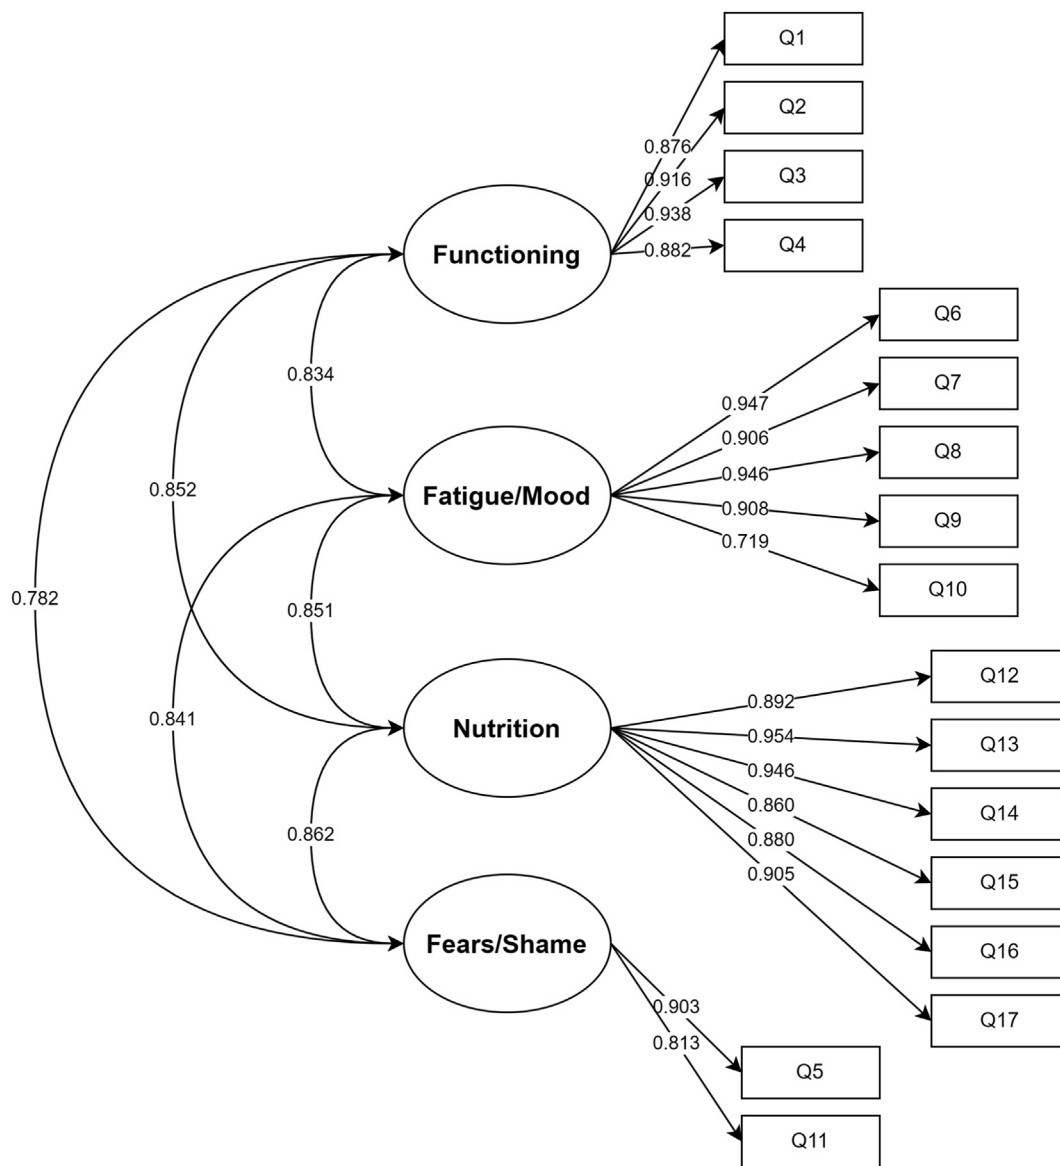 Q1
Q2
0.876
Q3
0.916
0.938
Functioning
0.882
Q4
Q6
0.834
Q7
0.947
0.906
Q8
0.852
Fatigue/Mood
0.946
0.908
Q9
0.719
Q10
0.782
0.851
Q12
0.892
0.841
Nutrition
0.954
Q13
0.946
0.860
Q14
0.862
0.880
0.905
Q15
Fears/Shame
Q16
0.903
Q17
0.813
Q5
Q11